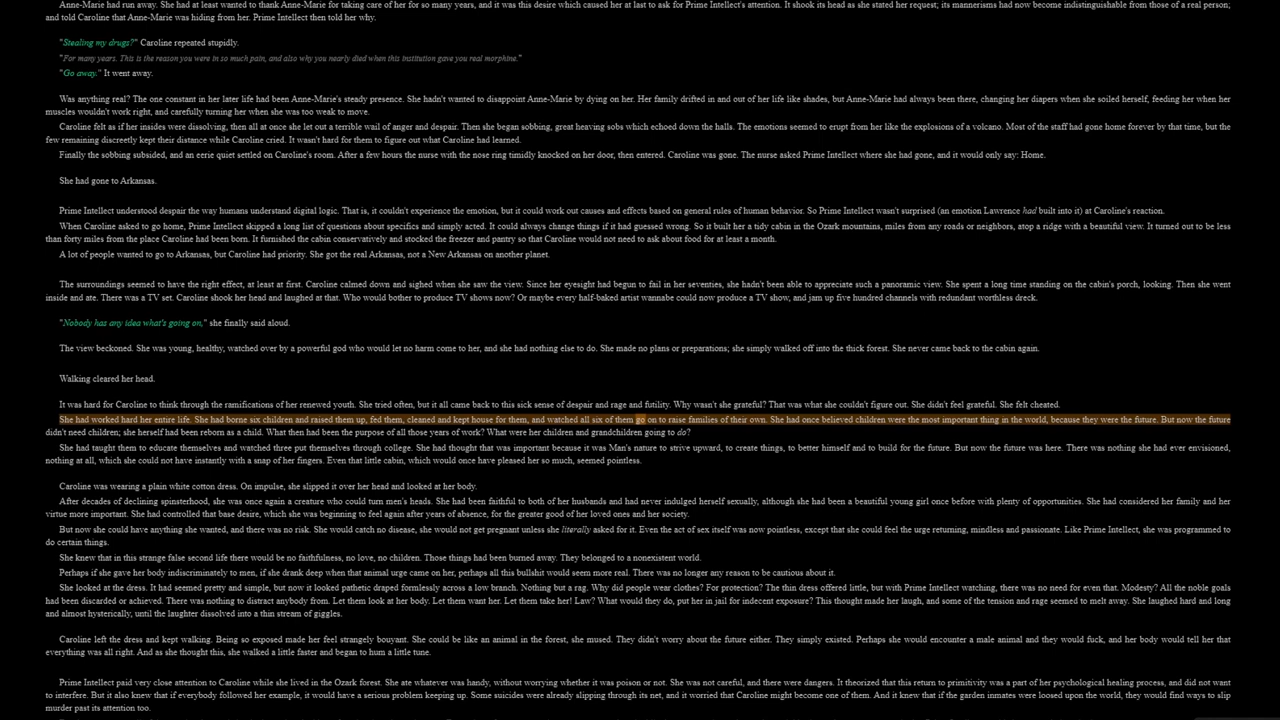 Anne-Marie had run away. She had at least wanted to thank Anne-Marie for taking care of her for so many years, and it was this desire which caused her at last to ask for Prime Intellect's attention. It shook its head as she stated her request; its mannerisms had now become indistinguishable from those of a real person;
and told Caroline that Anne-Marie was hiding from her. Prime Intellect then told her why.
"Stealing my drugs?" Caroline repeated stupidly.
"For many years. This is the reason you were in so much pain, and also why you nearly died when this institution gave you real morphine."
"Go away." It went away.
Was anything real? The one constant in her later life had been Anne-Marie's steady presence. She hadn't wanted to disappoint Anne-Marie by dying on her. Her family drifted in and out of her life like shades, but Anne-Marie had always been there, changing her diapers when she soiled herself, feeding her when her
muscles wouldn't work right, and carefully turning her when she was too weak to move.
Caroline felt as if her insides were dissolving, then all at once she let out a terrible wail of anger and despair. Then she began sobbing, great heaving sobs which echoed down the halls. The emotions seemed to erupt from her like the explosions of a volcano. Most of the staff had gone home forever by that time, but the
few remaining discreetly kept their distance while Caroline cried. It wasn't hard for them to figure out what Caroline had learned.
Finally the sobbing subsided, and an eerie quiet settled on Caroline's room. After a few hours the nurse with the nose ring timidly knocked on her door, then entered. Caroline was gone. The nurse asked Prime Intellect where she had gone, and it would only say: Home.
She had gone to Arkansas.
Prime Intellect understood despair the way humans understand digital logic. That is, it couldn't experience the emotion, but it could work out causes and effects based on general rules of human behavior. So Prime Intellect wasn't surprised (an emotion Lawrence had built into it) at Caroline's reaction.
When Caroline asked to go home, Prime Intellect skipped a long list of questions about specifics and simply acted. It could always change things if it had guessed wrong. So it built her a tidy cabin in the Ozark mountains, miles from any roads or neighbors, atop a ridge with a beautiful view. It turned out to be less
than forty miles from the place Caroline had been born. It furnished the cabin conservatively and stocked the freezer and pantry so that Caroline would not need to ask about food for at least a month.
A lot of people wanted to go to Arkansas, but Caroline had priority. She got the real Arkansas, not a New Arkansas on another planet.
The surroundings seemed to have the right effect, at least at first. Caroline calmed down and sighed when she saw the view. Since her eyesight had begun to fail in her seventies, she hadn't been able to appreciate such a panoramic view. She spent a long time standing on the cabin's porch, looking. Then she went
inside and ate. There was a TV set. Caroline shook her head and laughed at that. Who would bother to produce TV shows now? Or maybe every half-baked artist wannabe could now produce a TV show, and jam up five hundred channels with redundant worthless dreck.
"Nobody has any idea what's going on," she finally said aloud.
The view beckoned. She was young, healthy, watched over by a powerful god who would let no harm come to her, and she had nothing else to do. She made no plans or preparations; she simply walked off into the thick forest. She never came back to the cabin again.
Walking cleared her head.
It was hard for Caroline to think through the ramifications of her renewed youth. She tried often, but it all came back to this sick sense of despair and rage and futility. Why wasn't she grateful? That was what she couldn't figure out. She didn't feel grateful. She felt cheated.
She had worked hard her entire life. She had borne six children and raised them up, fed them, cleaned and kept house for them, and watched all six of them go on to raise families of their own. She had once believed children were the most important thing in the world, because they were the future. But now the future
didn't need children; she herself had been reborn as a child. What then had been the purpose of all those years of work? What were her children and grandchildren going to do?
She had taught them to educate themselves and watched three put themselves through college. She had thought that was important because it was Man's nature to strive upward, to create things, to better himself and to build for the future. But now the future was here. There was nothing she had ever envisioned,
nothing at all, which she could not have instantly with a snap of her fingers. Even that little cabin, which would once have pleased her so much, seemed pointless.
Caroline was wearing a plain white cotton dress. On impulse, she slipped it over her head and looked at her body.
After decades of declining spinsterhood, she was once again a creature who could turn men's heads. She had been faithful to both of her husbands and had never indulged herself sexually, although she had been a beautiful young girl once before with plenty of opportunities. She had considered her family and her
virtue more important. She had controlled that base desire, which she was beginning to feel again after years of absence, for the greater good of her loved ones and her society.
But now she could have anything she wanted, and there was no risk. She would catch no disease, she would not get pregnant unless she literally asked for it. Even the act of sex itself was now pointless, except that she could feel the urge returning, mindless and passionate. Like Prime Intellect, she was programmed to
do certain things.
She knew that in this strange false second life there would be no faithfulness, no love, no children. Those things had been burned away. They belonged to a nonexistent world.
Perhaps if she gave her body indiscriminately to men, if she drank deep when that animal urge came on her, perhaps all this bullshit would seem more real. There was no longer any reason to be cautious about it.
She looked at the dress. It had seemed pretty and simple, but now it looked pathetic draped formlessly across a low branch. Nothing but a rag. Why did people wear clothes? For protection? The thin dress offered little, but with Prime Intellect watching, there was no need for even that. Modesty? All the noble goals
had been discarded or achieved. There was nothing to distract anybody from. Let them look at her body. Let them want her. Let them take her! Law? What would they do, put her in jail for indecent exposure? This thought made her laugh, and some of the tension and rage seemed to melt away. She laughed hard and long
and almost hysterically, until the laughter dissolved into a thin stream of giggles.
Caroline left the dress and kept walking. Being so exposed made her feel strangely bouyant. She could be like an animal in the forest, she mused. They didn't worry about the future either. They simply existed. Perhaps she would encounter a male animal and they would fuck, and her body would tell her that
everything was all right. And as she thought this, she walked a little faster and began to hum a little tune.
Prime Intellect paid very close attention to Caroline while she lived in the Ozark forest. She ate whatever was handy, without worrying whether it was poison or not. She was not careful, and there were dangers. It theorized that this return to primitivity was a part of her psychological healing process, and did not want
to interfere. But it also knew that if everybody followed her example, it would have a serious problem keeping up. Some suicides were already slipping through its net, and it worried that Caroline might become one of them. And it knew that if the garden inmates were loosed upon the world, they would find ways to slip
murder past its attention too.